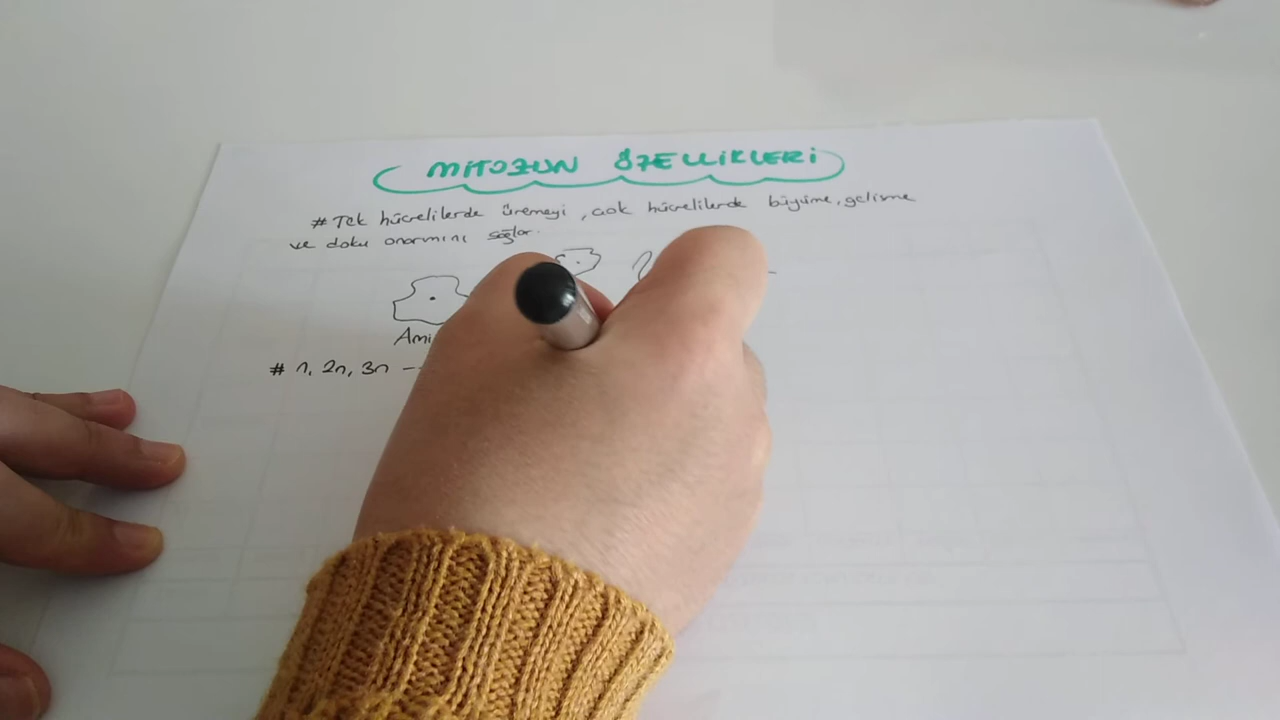 MİTOZUN ÖZELLİKLERİ
# Tek hücrelilerde üremeyi, çok hücrelilerde büyüme, gelişme
ve doku onarımını sağlar.
Ami
# n, 2n, 3n --